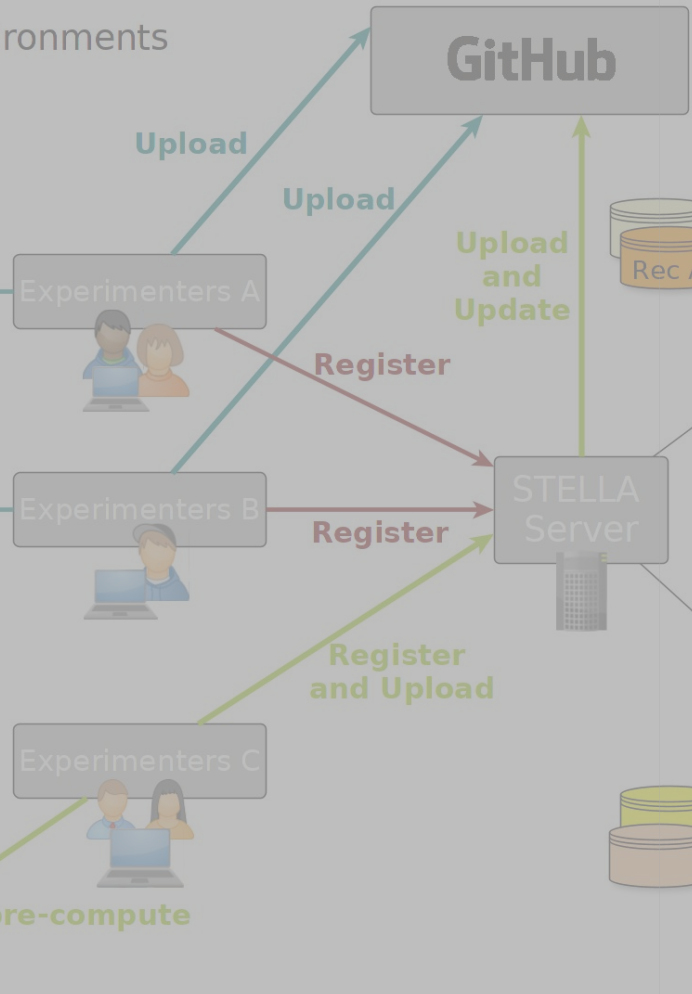 ronments
GitHub
Upload
Upload
Upload
and
Update
Rec
Experimenters A
Register
STELLA
Server
Experimenters B
Register
Register
and Upload
Experimenters C
pre-compute